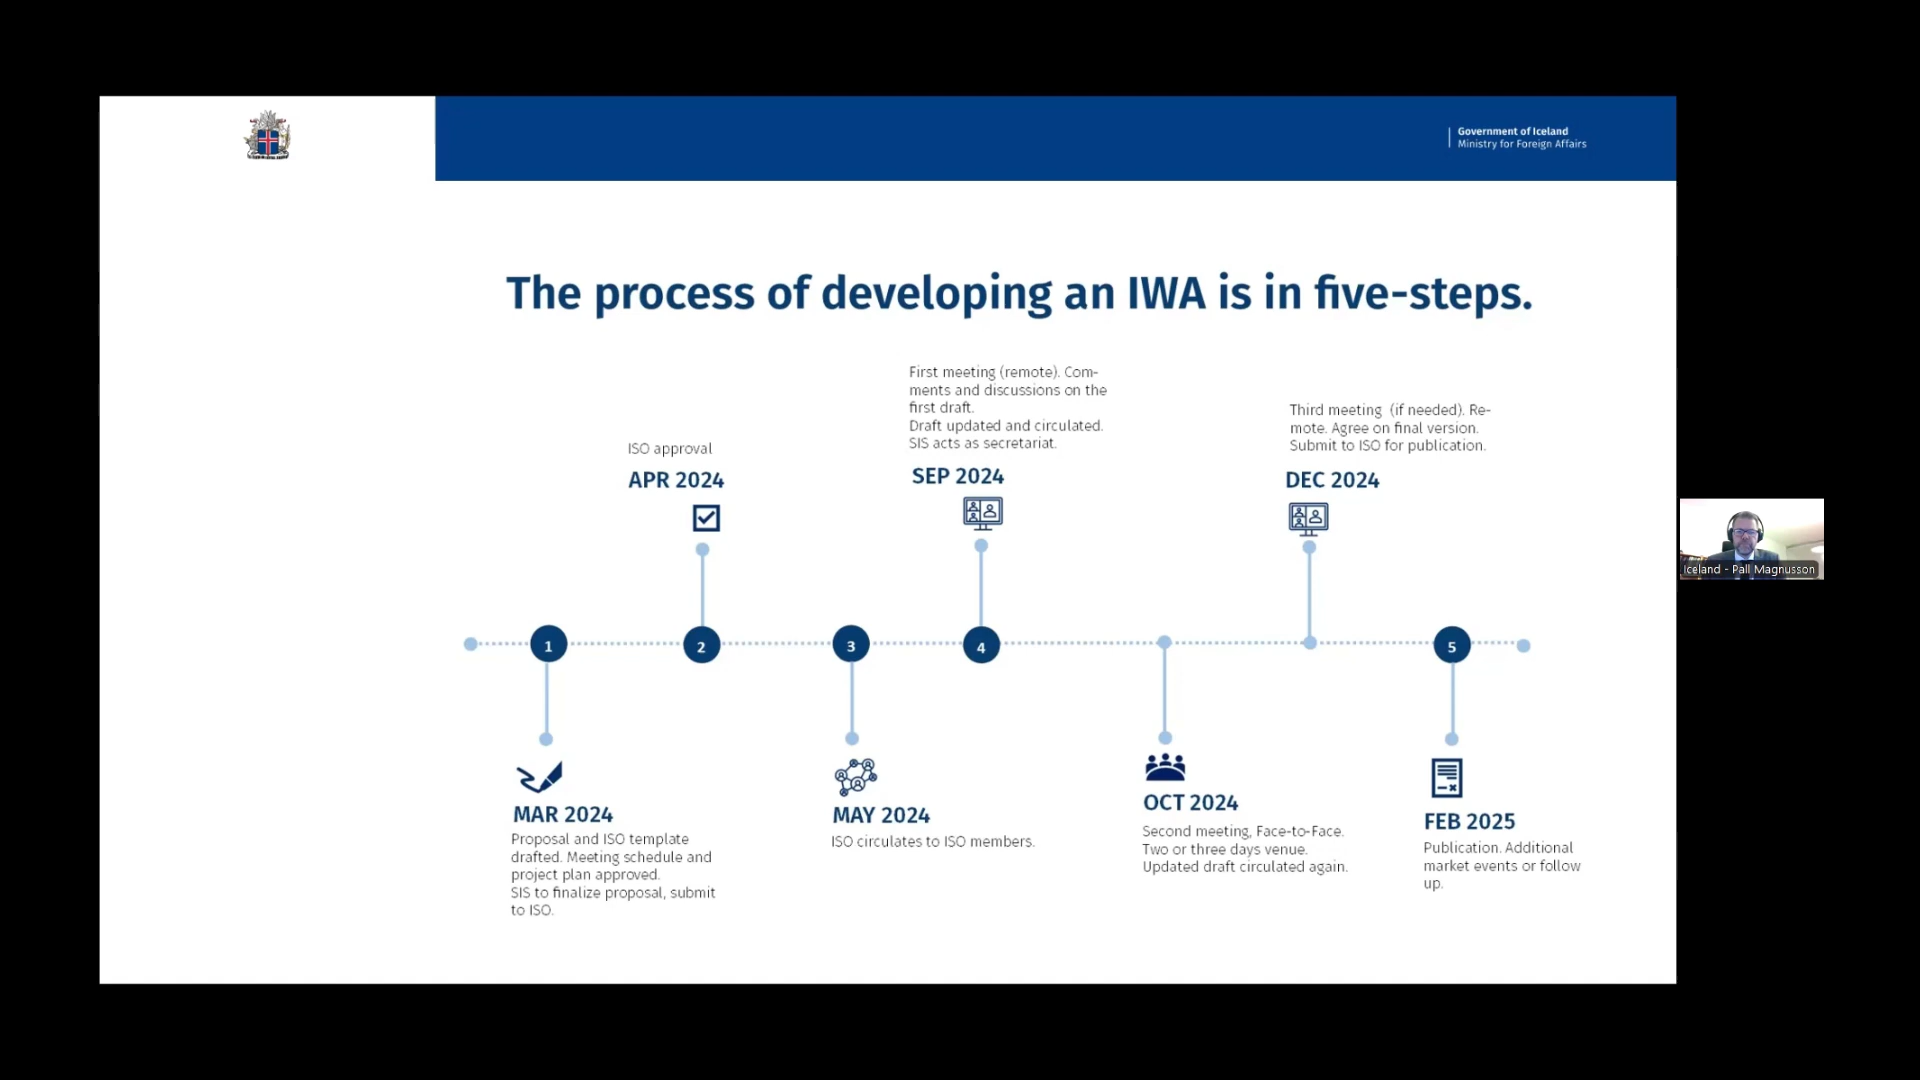 Government of Iceland
Ministry for Foreign Affairs
The process of developing an IWA is in five-steps.
First meeting (remote). Com-
ments and discussions on the
first draft.
Draft updated and circulated.
SIS acts as secretariat.
SEP 2024
Third meeting (if needed). Re-
mote. Agree on final version.
Submit to ISO for publication.
DEC 2024
ISO approval
APR 2024
Iceland - Pall Magnusson
1
2
3
4
5
MAR 2024
Proposal and ISO template
drafted. Meeting schedule and
project plan approved.
SIS to finalize proposal, submit
to ISO.
MAY 2024
ISO circulates to ISO members.
OCT 2024
Second meeting, Face-to-Face.
Two or three days venue.
Updated draft circulated again.
FEB 2025
Publication. Additional
market events or follow
up.